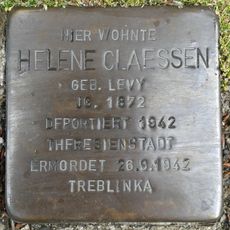 HIER WOHNTE
HELENE CLAESSEN
GEB. LEVY
JG. 1872
DEPORTIERT 1942
THERESIENSTADT
ERMORDET 26.9.1942
TREBLINKA